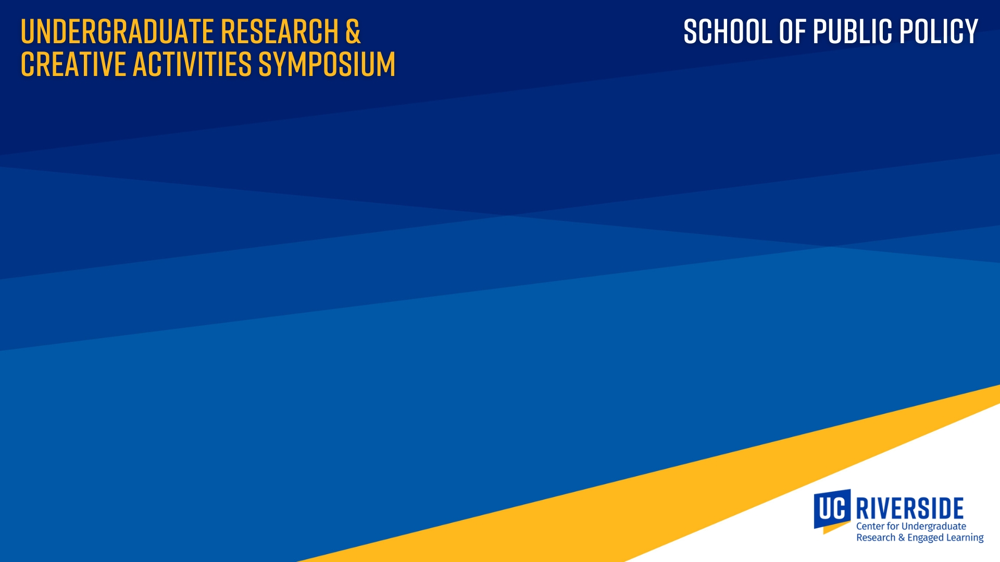 UNDERGRADUATE RESEARCH &
CREATIVE ACTIVITIES SYMPOSIUM
SCHOOL OF PUBLIC POLICY
UC RIVERSIDE
Center for Undergraduate
Research & Engaged Learning